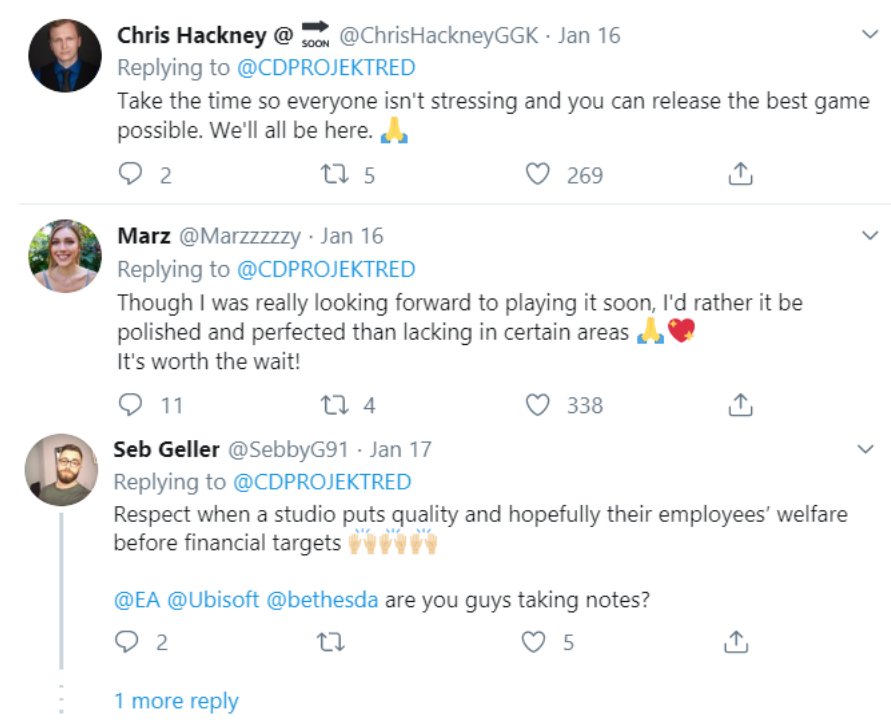 Chris Hackney @ SOON @ChrisHackneyGGK · Jan 16
Replying to @CDPROJEKTRED
Take the time so everyone isn't stressing and you can release the best game
possible. We'll all be here. 🙏
2 5 269
Marz @Marzzzzzy · Jan 16
Replying to @CDPROJEKTRED
Though I was really looking forward to playing it soon, I'd rather it be
polished and perfected than lacking in certain areas 🙏💖
It's worth the wait!
11 4 338
Seb Geller @SebbyG91 · Jan 17
Replying to @CDPROJEKTRED
Respect when a studio puts quality and hopefully their employees’ welfare
before financial targets 🙌🏼🙌🏼🙌🏼
@EA @Ubisoft @bethesda are you guys taking notes?
2 5
1 more reply